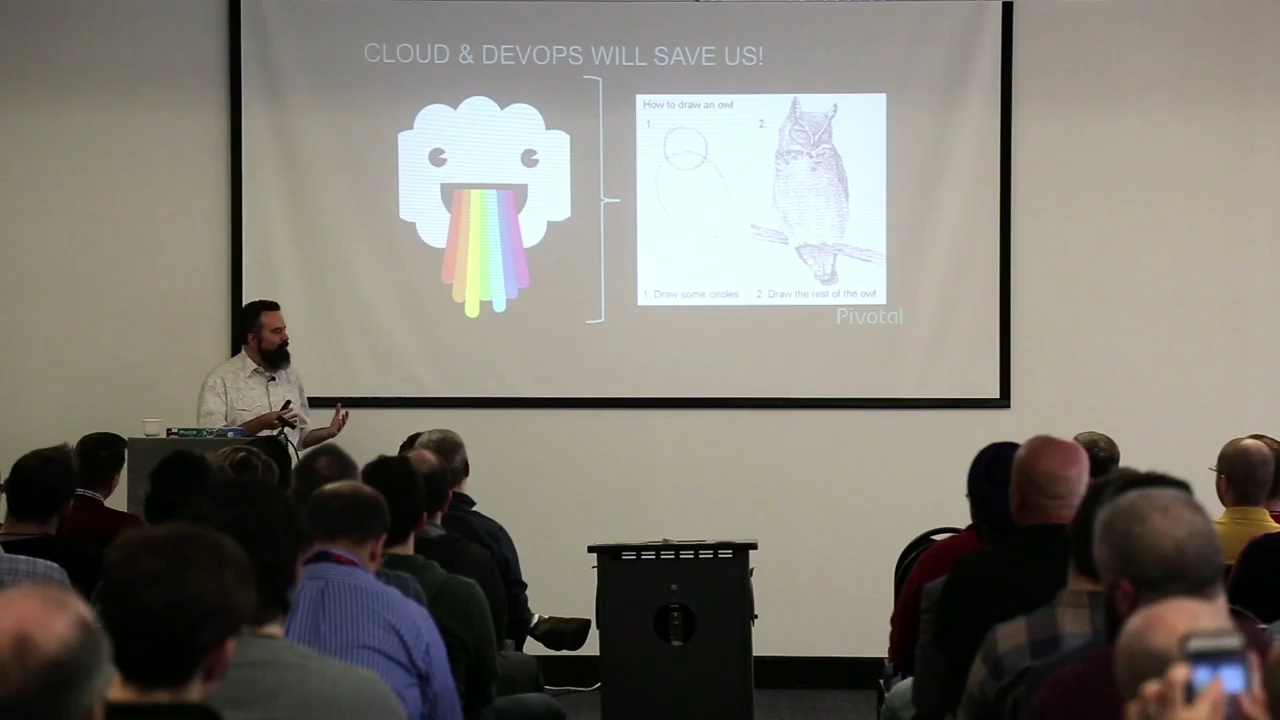 CLOUD & DEVOPS WILL SAVE US!
How to draw an owl
1.
2.
1. Draw some circles
2. Draw the rest of the owl
Pivotal